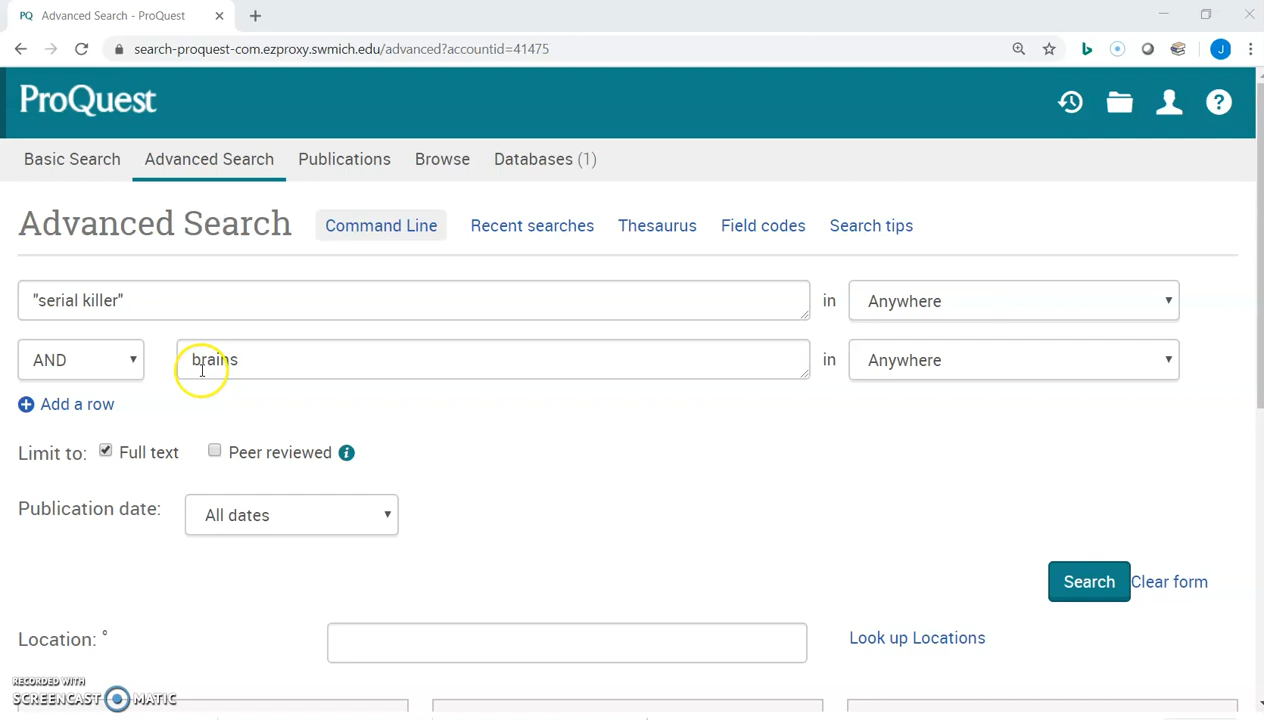 PQ Advanced Search - ProQuest
search-proquest-com.ezproxy.swmich.edu/advanced?accountid=41475
J
ProQuest
?
Basic Search Advanced Search Publications Browse Databases (1)
Advanced Search Command Line Recent searches Thesaurus Field codes Search tips
"serial killer" in Anywhere
AND brains in Anywhere
Add a row
Limit to: Full text Peer reviewed i
Publication date: All dates
Search Clear form
Location: ° Look up Locations
RECORDED WITH
SCREENCAST MATIC